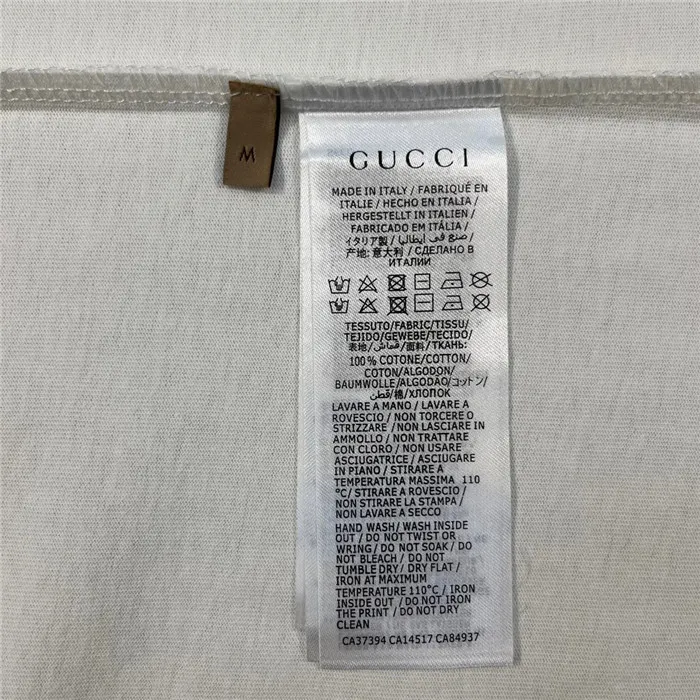 M
GUCCI
MADE IN ITALY / FABRIQUÉ EN
ITALIE / HECHO EN ITALIA /
HERGESTELLT IN ITALIEN /
FABRICADO EM ITÁLIA /
イタリア製 / صنع في إيطاليا /
产地: 意大利 / СДЕЛАНО В
ИТАЛИИ
TESSUTO/FABRIC/TISSU/
TEJIDO/GEWEBE/TECIDO/
表地/قماش/面料/ТКАНЬ:
100% COTONE/COTTON/
COTON/ALGODON/
BAUMWOLLE/ALGODÃO/コットン/
قطن/棉/ХЛОПОК
LAVARE A MANO / LAVARE A
ROVESCIO / NON TORCERE O
STRIZZARE / NON LASCIARE IN
AMMOLLO / NON TRATTARE
CON CLORO / NON USARE
ASCIUGATRICE / ASCIUGARE
IN PIANO / STIRARE A
TEMPERATURA MASSIMA 110
°C/ STIRARE A ROVESCIO /
NON STIRARE LA STAMPA /
NON LAVARE A SECCO
HAND WASH/ WASH INSIDE
OUT / DO NOT TWIST OR
WRING / DO NOT SOAK / DO
NOT BLEACH / DO NOT
TUMBLE DRY / DRY FLAT /
IRON AT MAXIMUM
TEMPERATURE 110°C / IRON
INSIDE OUT / DO NOT IRON
THE PRINT / DO NOT DRY
CLEAN
CA37394 CA14517 CA84937